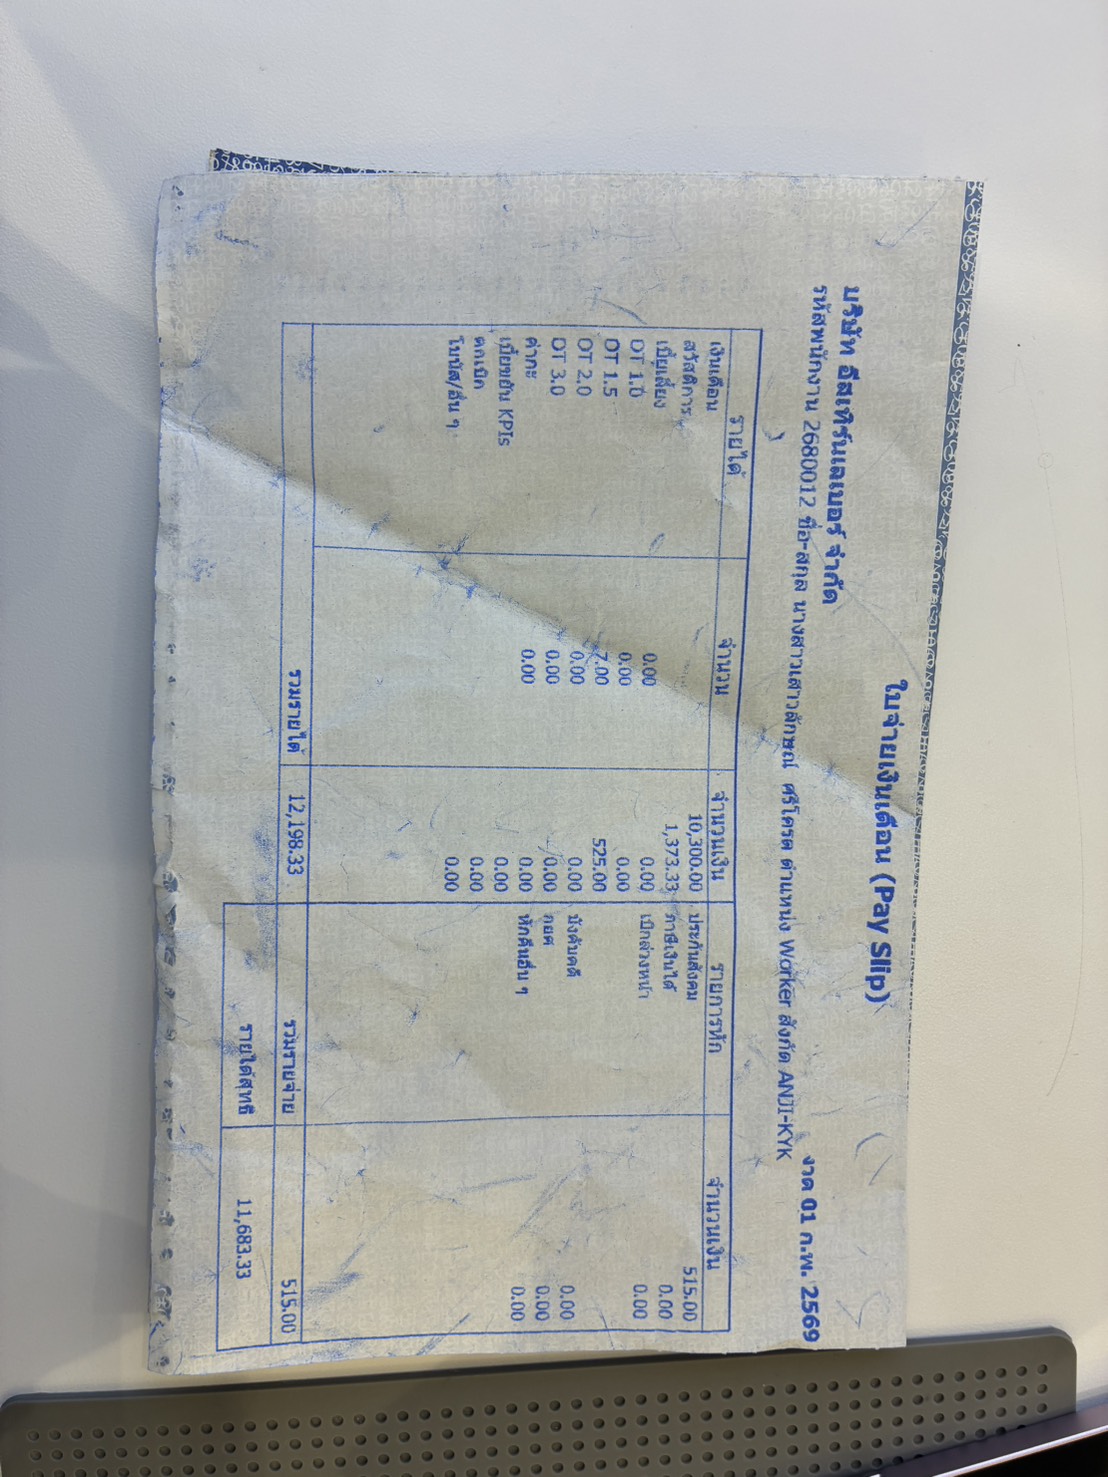 ใบจ่ายเงินเดือน (Pay Slip)
บริษัท อีสเทิร์นเลเบอร์ จำกัด งวด 01 ก.พ. 2569
รหัสพนักงาน 2680012 ชื่อ-สกุล นางสาวเสาวลักษณ์ ศรีโครต ตำแหน่ง Worker สังกัด ANJI-KYK
รายได้ จำนวน จำนวนเงิน รายการหัก จำนวนเงิน
เงินเดือน 10,300.00 ประกันสังคม 515.00
สวัสดิการ 1,373.33 ภาษีเงินได้ 0.00
เบี้ยเลี้ยง 0.00 0.00 เบิกล่วงหน้า 0.00
OT 1.0 0.00 0.00
OT 1.5 7.00 525.00
OT 2.0 0.00 0.00 บังคับคดี 0.00
OT 3.0 0.00 0.00 กยศ 0.00
ค่ากะ 0.00 0.00 หักคืนอื่น ๆ 0.00
เบี้ยขยัน KPIs 0.00
ตกเบิก 0.00
โบนัส/อื่น ๆ 0.00
รวมรายได้ 12,198.33 รวมรายจ่าย 515.00
รายได้สุทธิ 11,683.33